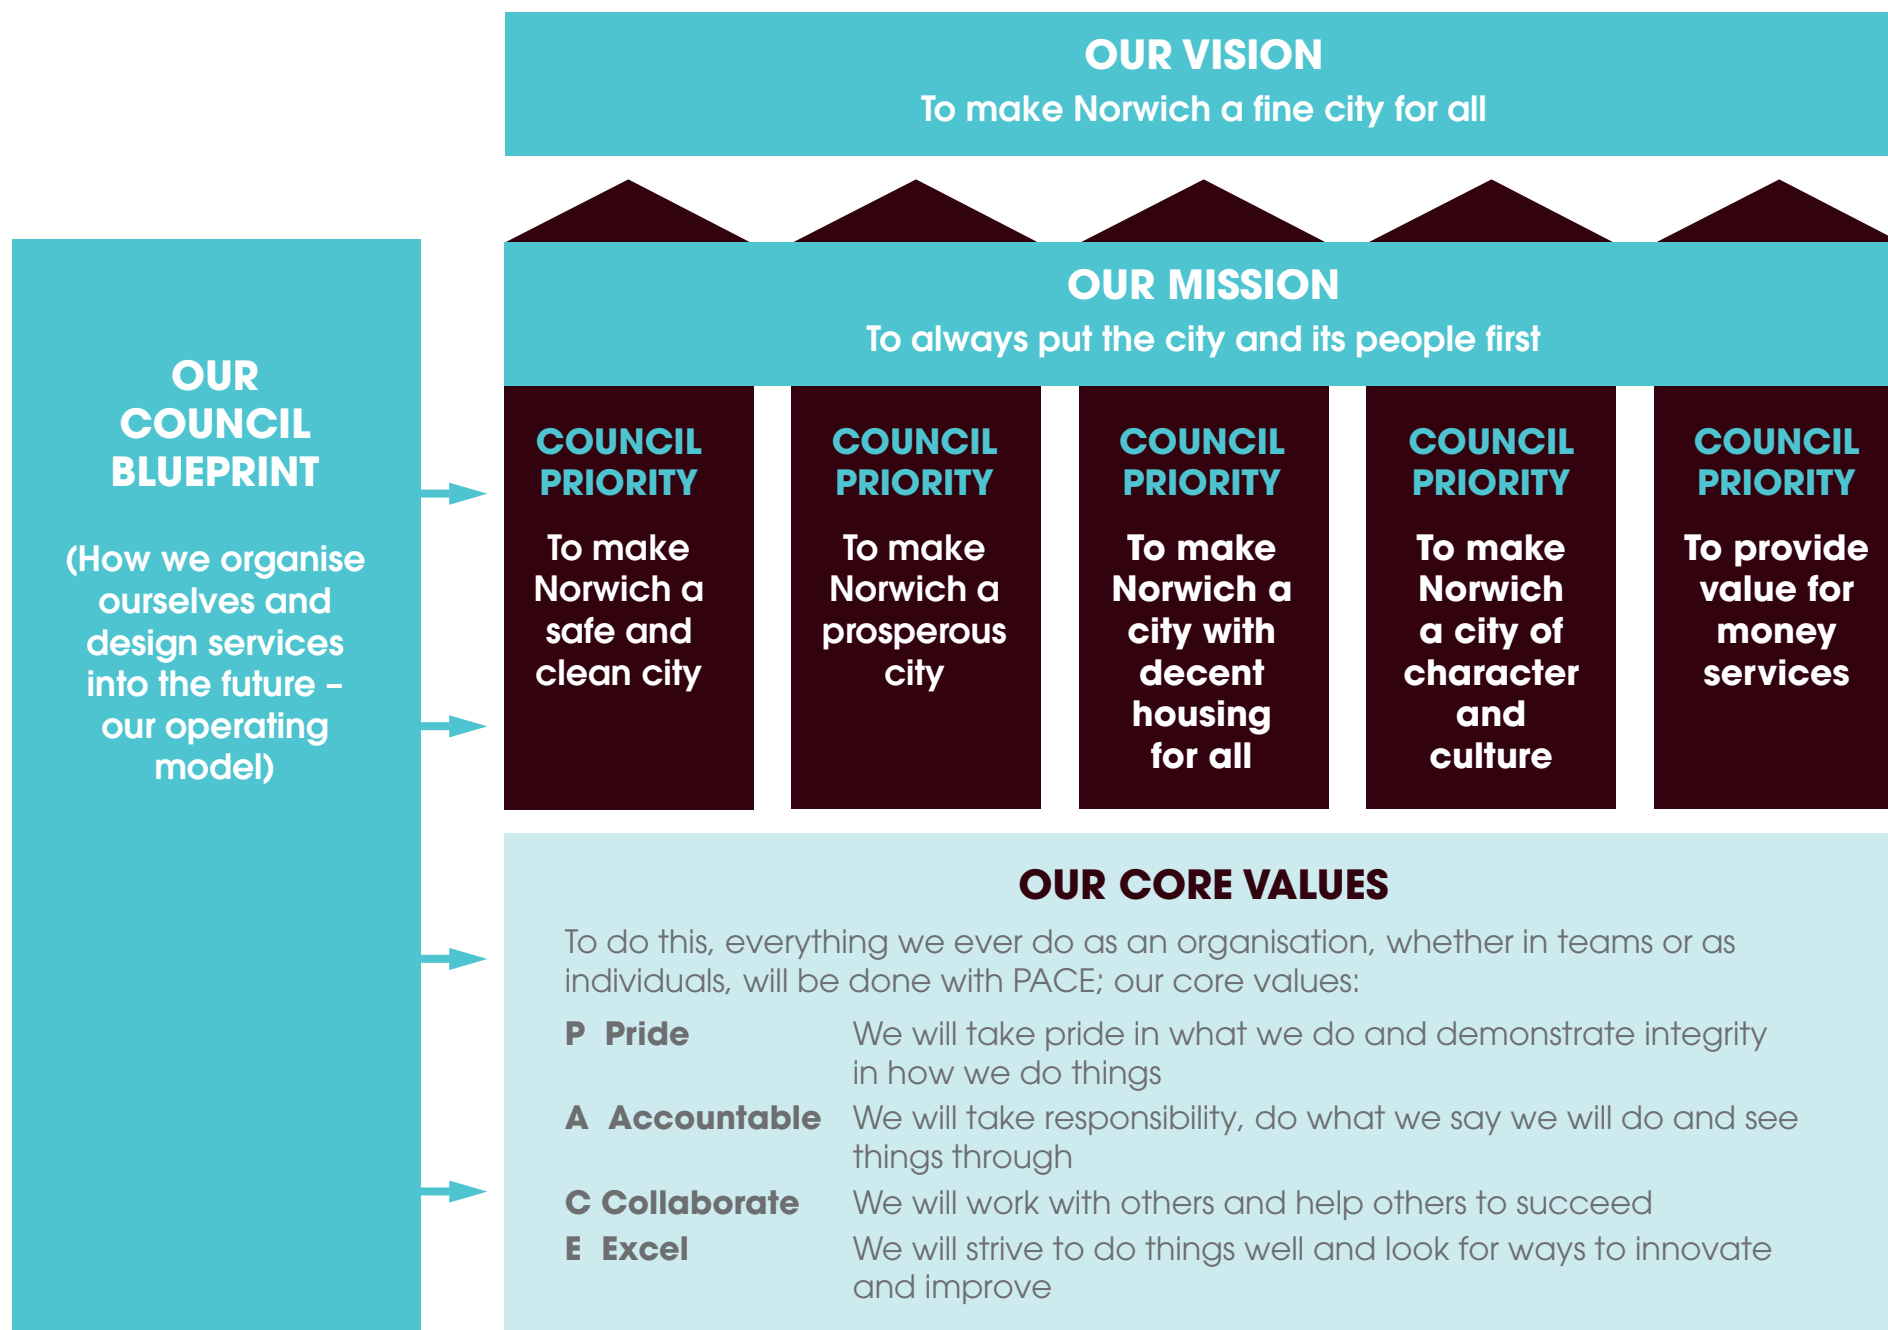 OUR VISION
To make Norwich a fine city for all
OUR MISSION
To always put the city and its people first
OUR
COUNCIL
BLUEPRINT
(How we organise
ourselves and
design services
into the future –
our operating
model)
COUNCIL
PRIORITY
To make
Norwich a
safe and
clean city
COUNCIL
PRIORITY
To make
Norwich a
prosperous
city
COUNCIL
PRIORITY
To make
Norwich a
city with
decent
housing
for all
COUNCIL
PRIORITY
To make
Norwich
a city of
character
and
culture
COUNCIL
PRIORITY
To provide
value for
money
services
OUR CORE VALUES
To do this, everything we ever do as an organisation, whether in teams or as
individuals, will be done with PACE; our core values:
P Pride We will take pride in what we do and demonstrate integrity
in how we do things
A Accountable We will take responsibility, do what we say we will do and see
things through
C Collaborate We will work with others and help others to succeed
E Excel We will strive to do things well and look for ways to innovate
and improve